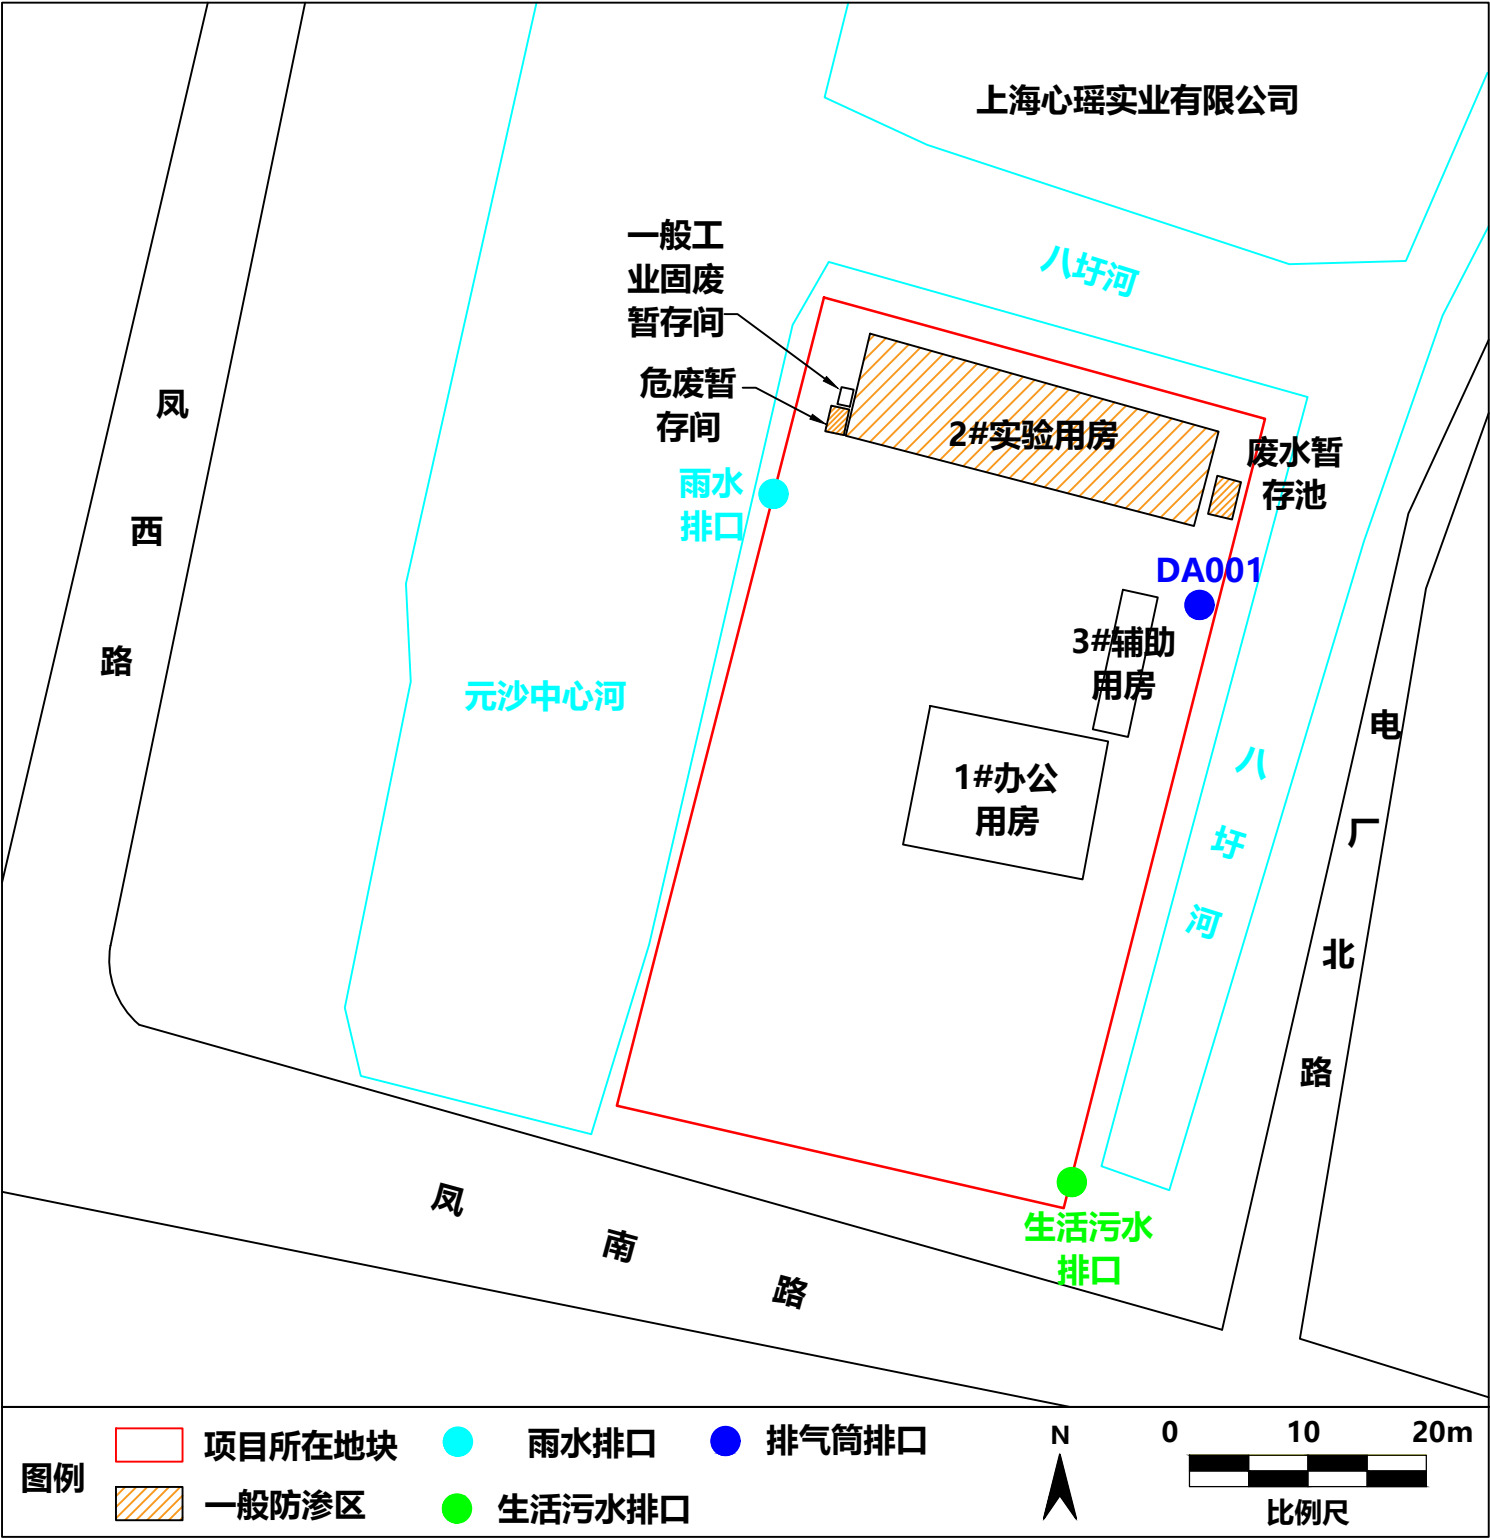 上海心瑶实业有限公司
一般工
业固废
暂存间
八圩河
危废暂
存间
2#实验用房
废水暂
存池
雨水
排口
DA001
3#辅助
用房
元沙中心河
1#办公
用房
凤
西
路
八
圩
河
电
厂
北
路
生活污水
排口
凤
南
路
图例
项目所在地块
雨水排口
排气筒排口
一般防渗区
生活污水排口
N
0 10 20m
比例尺